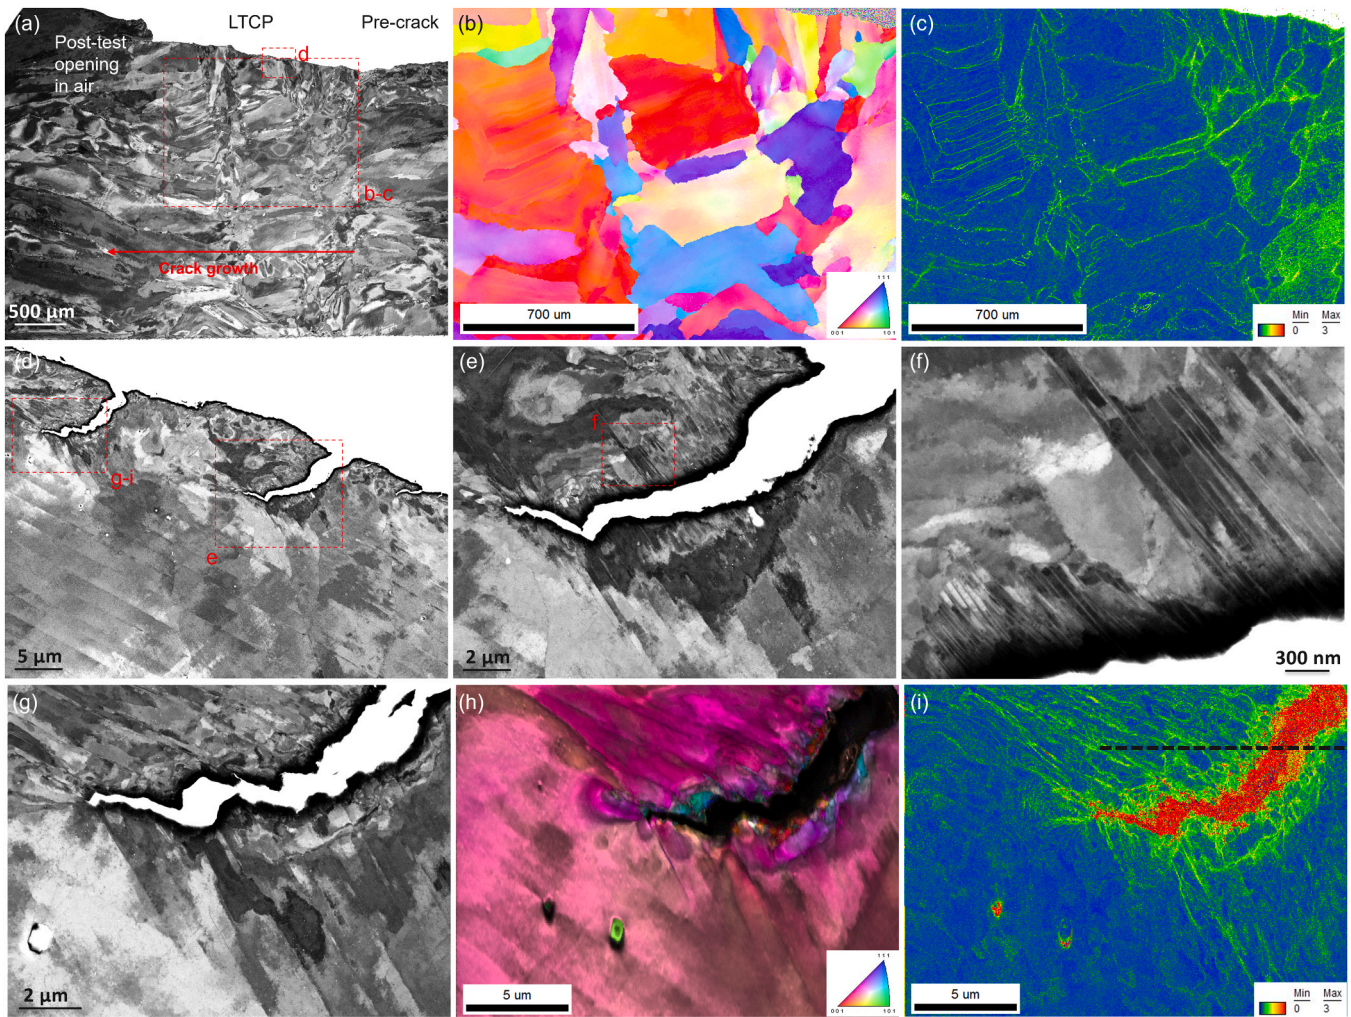 (a)
LTCP
Pre-crack
Post-test
opening
in air
d
b-c
Crack growth
500 µm
(b)
700 um
111
001
101
(c)
700 um
Min
Max
0
3
(d)
g-i
e
5 µm
(e)
f
2 µm
(f)
300 nm
(g)
2 µm
(h)
5 um
111
001
101
(i)
5 um
Min
Max
0
3